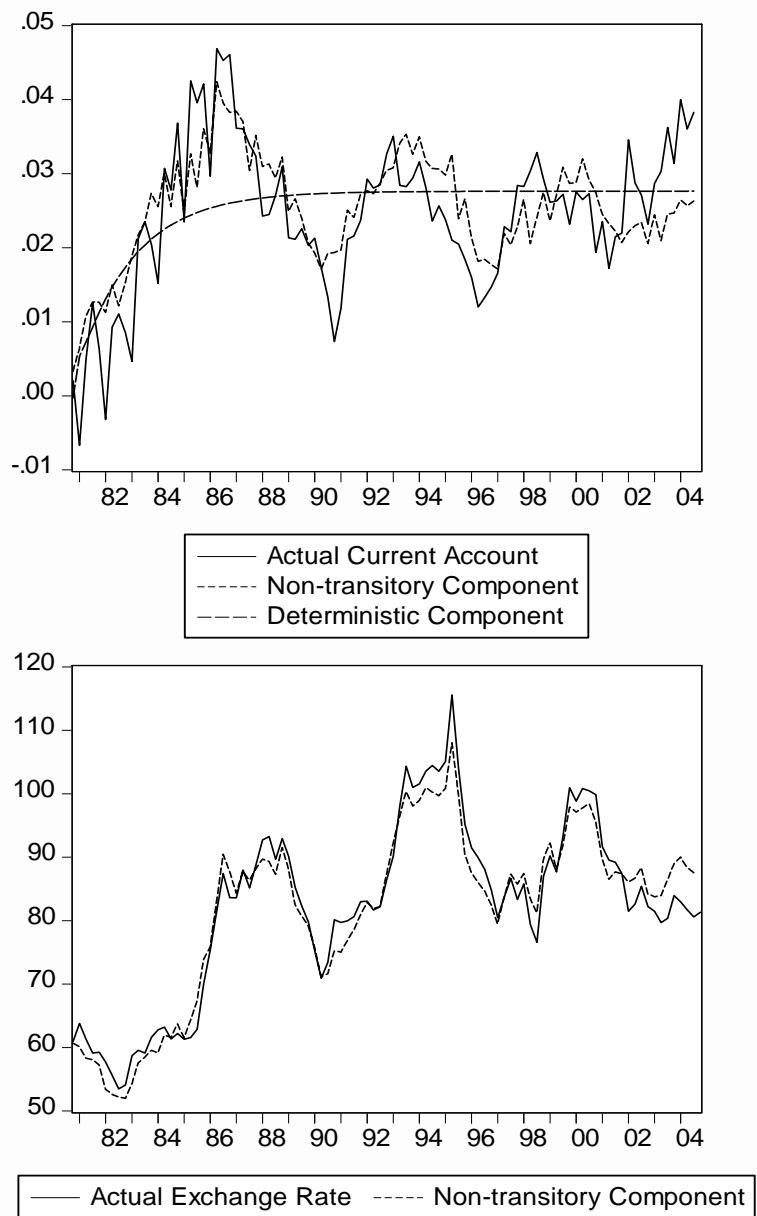 .05
.04
.03
.02
.01
.00
-.01
82 84 86 88 90 92 94 96 98 00 02 04
Actual Current Account
Non-transitory Component
Deterministic Component
120
110
100
90
80
70
60
50
82 84 86 88 90 92 94 96 98 00 02 04
Actual Exchange Rate Non-transitory Component